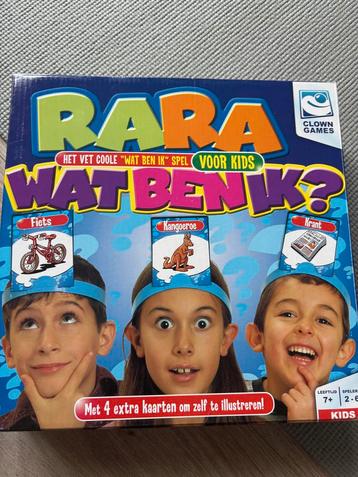 CLOWN
GAMES
RARA
HET VET COOLE "WAT BEN IK" SPEL
VOOR KIDS
WAT BEN IK?
Fiets
Kangoeroe
Krant
Met 4 extra kaarten om zelf te illustreren!
LEEFTIJD
7+
SPELERS
2-6
KIDS